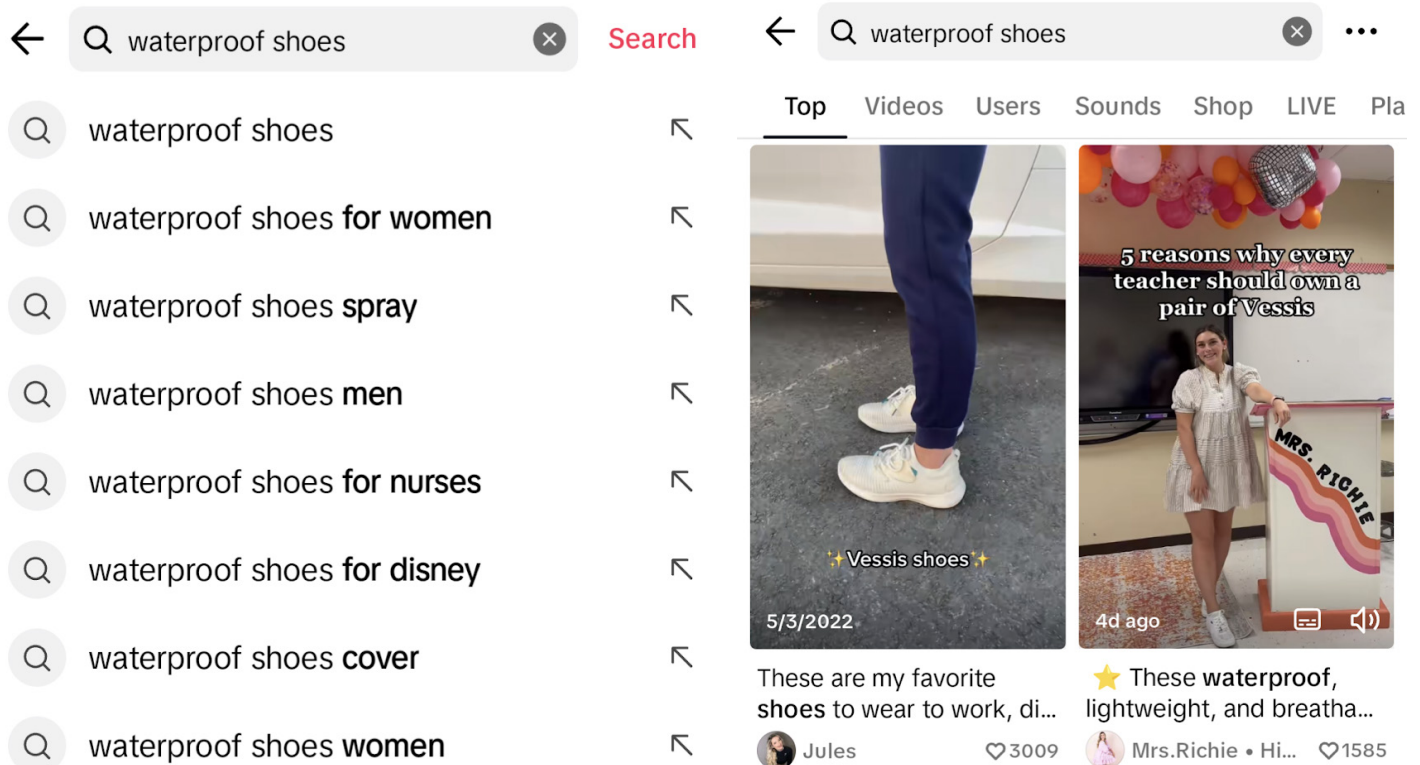 waterproof shoes
Search
waterproof shoes
waterproof shoes for women
waterproof shoes spray
waterproof shoes men
waterproof shoes for nurses
waterproof shoes for disney
waterproof shoes cover
waterproof shoes women
waterproof shoes
Top Videos Users Sounds Shop LIVE Pla
✨Vessis shoes✨
5/3/2022
These are my favorite
shoes to wear to work, di...
Jules 3009
5 reasons why every
teacher should own a
pair of Vessis
MRS. RICHIE
4d ago
⭐ These waterproof,
lightweight, and breatha...
Mrs.Richie • Hi... 1585